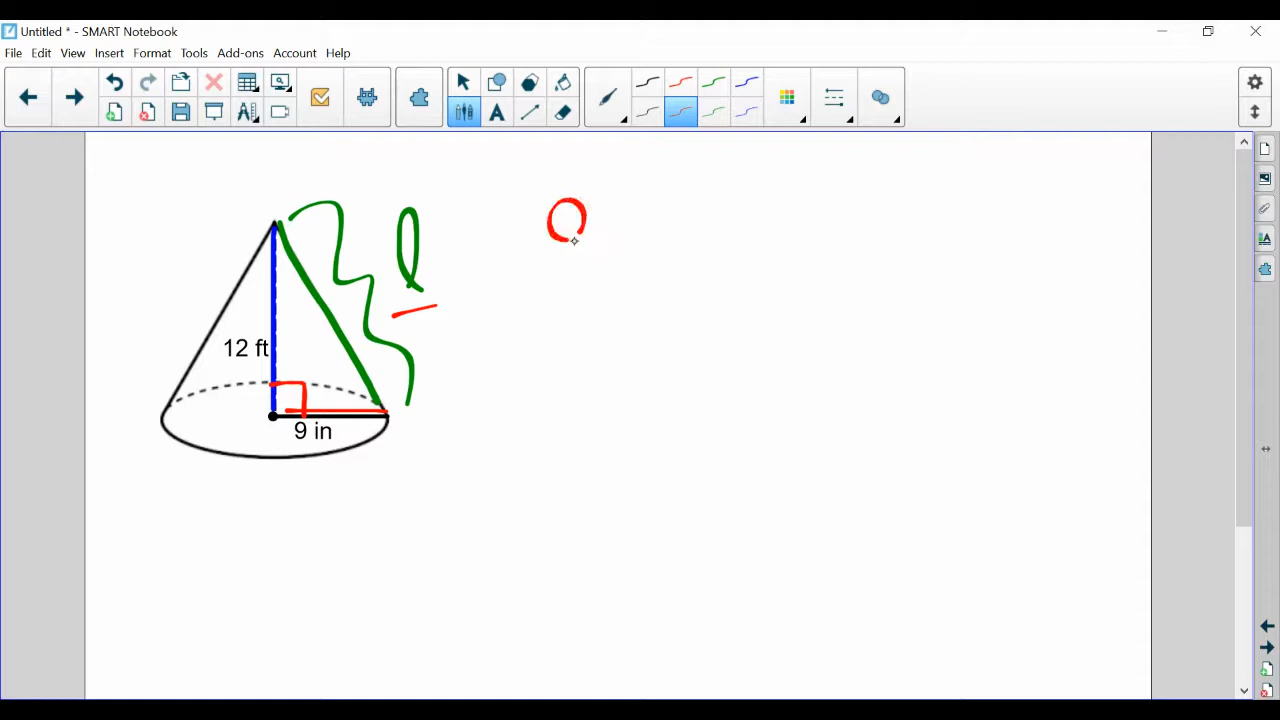 Untitled * - SMART Notebook
File Edit View Insert Format Tools Add-ons Account Help
l
12 ft
9 in